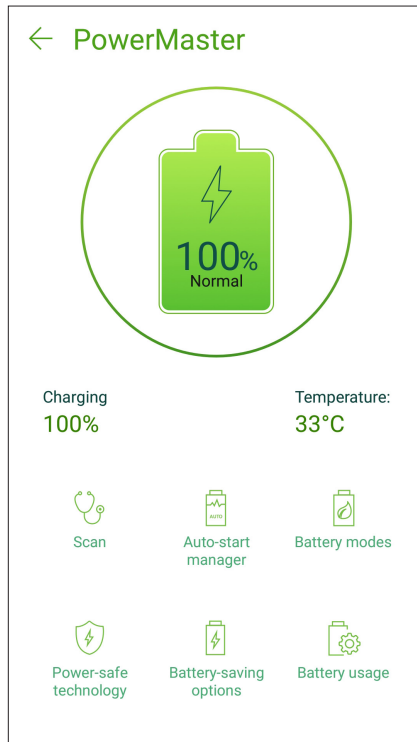 PowerMaster
100%
Normal
Charging
Temperature:
100%
33°C
AUTO
Scan
Auto-start
manager
Battery modes
Power-safe
technology
Battery-saving
options
Battery usage